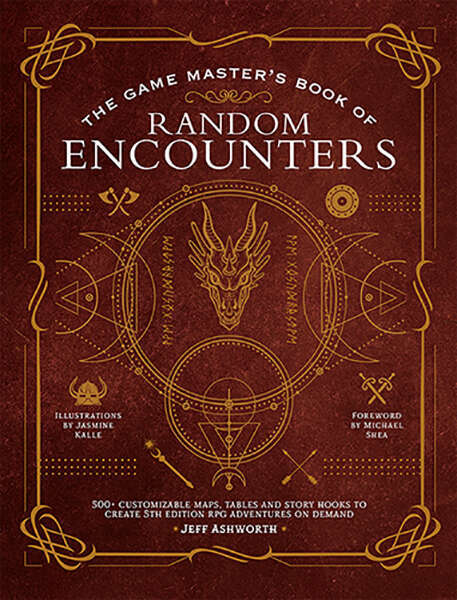 THE GAME MASTER'S BOOK OF
RANDOM
ENCOUNTERS
ILLUSTRATIONS
BY JASMINE
KALLE
FOREWORD
BY MICHAEL
SHEA
500+ CUSTOMIZABLE MAPS, TABLES AND STORY HOOKS TO
CREATE 5TH EDITION RPG ADVENTURES ON DEMAND
JEFF ASHWORTH